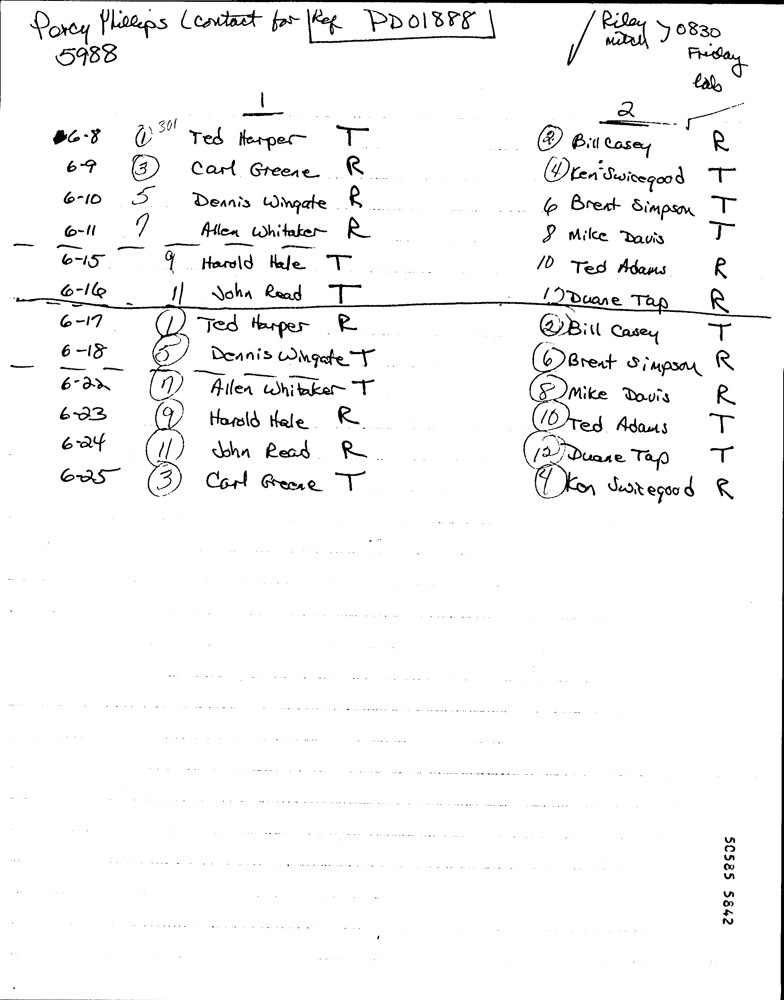 Porcy Phillips (contact for Ref PD01888
5988
Riley
Mitch } 0830
Friday
lab
1
2
6-8 1 301 Ted Harper T 2 Bill Casey R
6-9 3 Carl Greene R 4 Ken Swicegood T
6-10 5 Dennis Wingate R 6 Brent Simpson T
6-11 7 Allen Whitaker R 8 Mike Davis T
6-15 9 Harold Hale T 10 Ted Adams R
6-16 11 John Read T 12 Duane Tap R
6-17 1 Ted Harper R 2 Bill Casey T
6-18 5 Dennis Wingate T 6 Brent Simpson R
6-22 7 Allen Whitaker T 8 Mike Davis R
6-23 9 Harold Hale R 10 Ted Adams T
6-24 11 John Read R 12 Duane Tap T
6-25 3 Carl Greene T 4 Ken Swicegood R
50585 5842